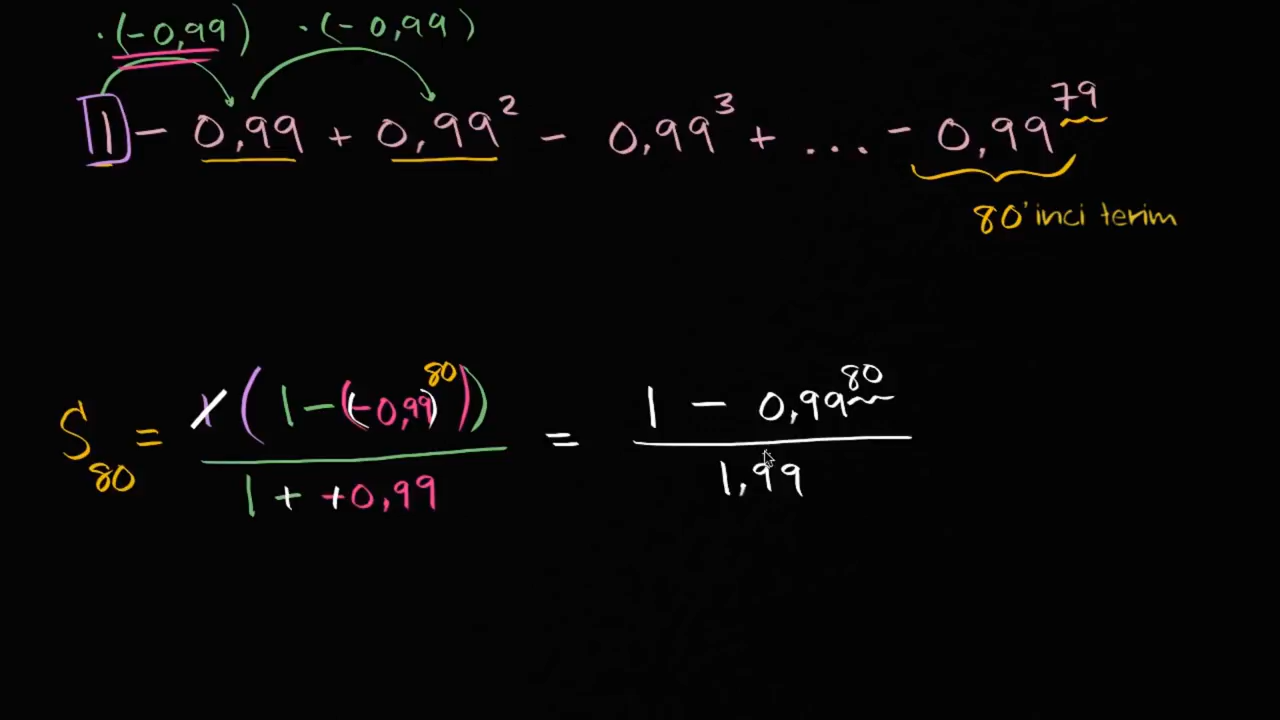 ·(-0,99) ·(-0,99)
1 - 0,99 + 0,99² - 0,99³ + ... - 0,99⁷⁹
80'inci terim
S₈₀ = 1(1-(-0,99)⁸⁰) / 1 + +0,99 = 1 - 0,99⁸⁰ / 1,99